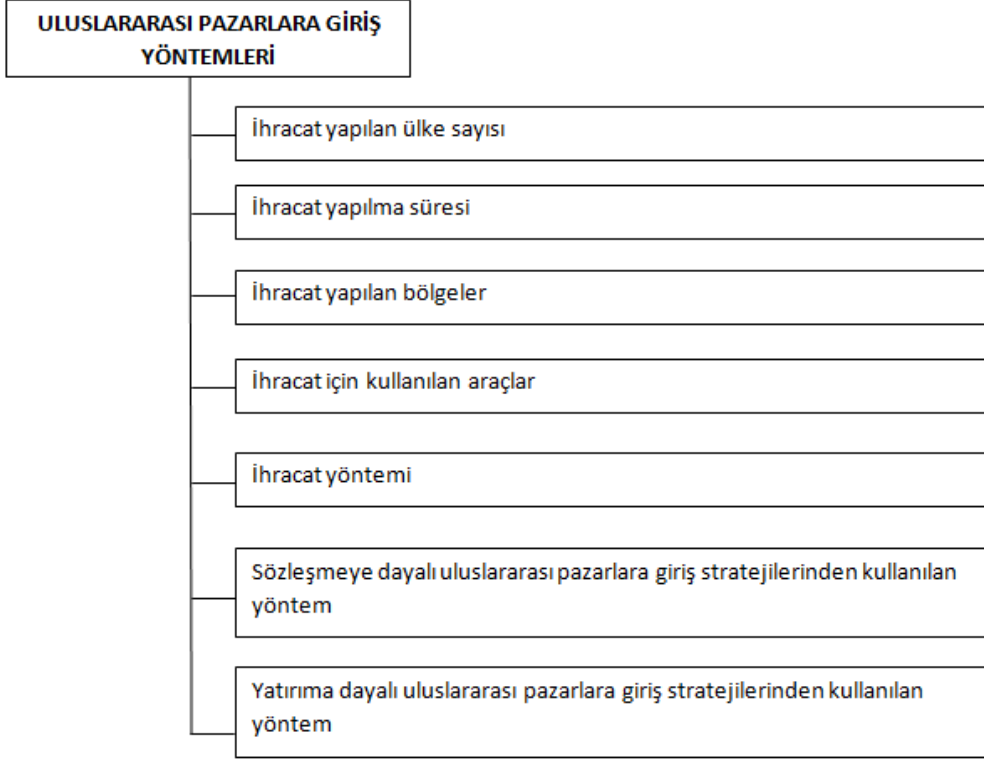 ULUSLARARASI PAZARLARA GİRİŞ
YÖNTEMLERİ
İhracat yapılan ülke sayısı
İhracat yapılma süresi
İhracat yapılan bölgeler
İhracat için kullanılan araçlar
İhracat yöntemi
Sözleşmeye dayalı uluslararası pazarlara giriş stratejilerinden kullanılan
yöntem
Yatırıma dayalı uluslararası pazarlara giriş stratejilerinden kullanılan
yöntem